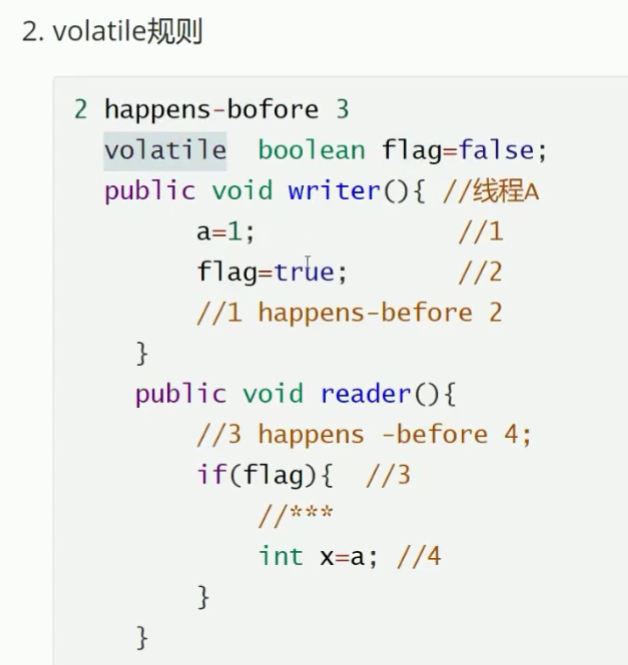 2. volatile规则
2 happens-bofore 3
volatile  boolean flag=false;
public void writer(){ //线程A
a=1;             //1
flag=true;       //2
//1 happens-before 2
}
public void reader(){
//3 happens -before 4;
if(flag){  //3
//***
int x=a; //4
}
}